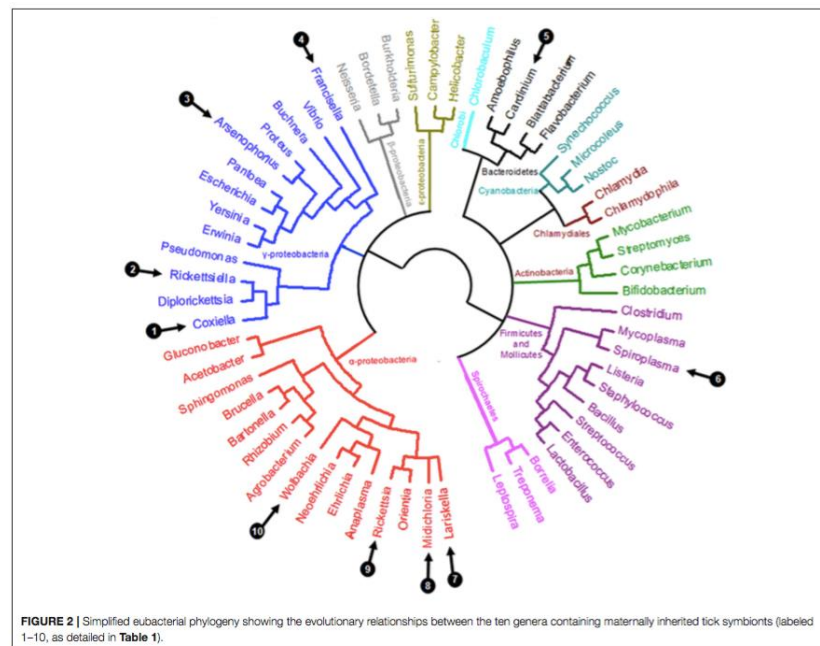 4
Francisella
3
Vibrio
Buchnera
Arsenophonus
Proteus
Pantoea
Escherichia
Yersinia
Erwinia
γ-proteobacteria
Pseudomonas
2
Rickettsiella
Diplorickettsia
1
Coxiella
Neisseria
Bordetella
Burkholderia
β-proteobacteria
Sulfurimonas
Campylobacter
Helicobacter
ε-proteobacteria
Chlorobi
Chlorobaculum
5
Amoebophilus
Cardinium
Blattabacterium
Flavobacterium
Bacteroidetes
Synechococcus
Microcoleus
Nostoc
Cyanobacteria
Chlamydia
Chlamydophila
Chlamydiales
Mycobacterium
Streptomyces
Corynebacterium
Bifidobacterium
Actinobacteria
Clostridium
Mycoplasma
Spiroplasma
6
Listeria
Staphylococcus
Bacillus
Streptococcus
Enterococcus
Lactobacillus
Firmicutes
and
Mollicutes
Spirochaetes
Borrelia
Treponema
Leptospira
Gluconobacter
Acetobacter
Sphingomonas
Brucella
Bartonella
Rhizobium
Agrobacterium
Wolbachia
10
Neoehrlichia
Ehrlichia
Anaplasma
Rickettsia
9
Orientia
Midichloria
8
Lariskella
7
α-proteobacteria
FIGURE 2 | Simplified eubacterial phylogeny showing the evolutionary relationships between the ten genera containing maternally inherited tick symbionts (labeled
1–10, as detailed in Table 1).